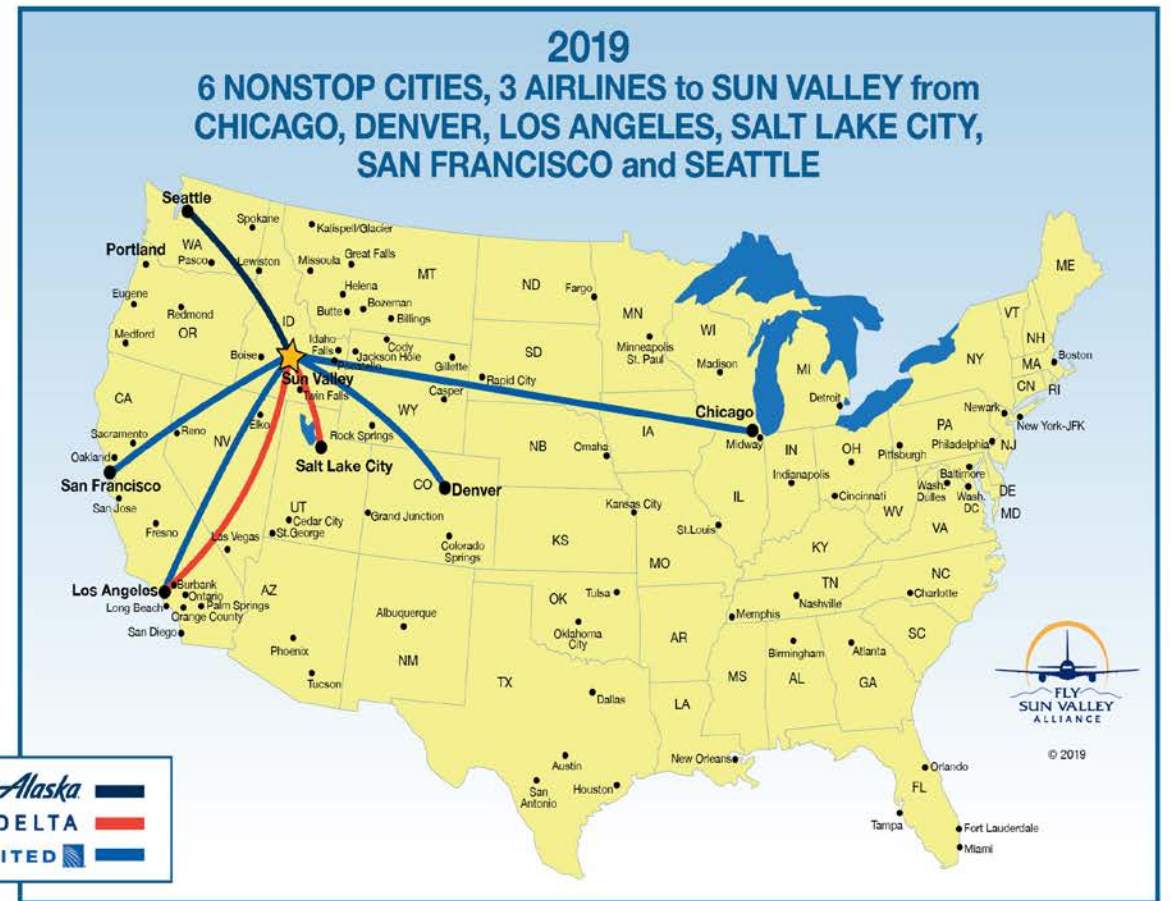 2019
6 NONSTOP CITIES, 3 AIRLINES to SUN VALLEY from
CHICAGO, DENVER, LOS ANGELES, SALT LAKE CITY,
SAN FRANCISCO and SEATTLE
Seattle
Spokane
Kalispell/Glacier
Portland
WA
Pasco
Lewiston
Missoula
Great Falls
MT
ND
Fargo
ME
Eugene
Redmond
OR
Medford
ID
Helena
Butte
Bozeman
Billings
MN
Minneapolis
St. Paul
WI
Madison
MI
Detroit
VT
NH
NY
MA
Boston
CN
RI
Boise
Idaho
Falls
Cody
Jackson Hole
Pocatello
Gillette
SD
Rapid City
Sun Valley
Twin Falls
Casper
WY
CA
Sacramento
Reno
NV
Elko
Rock Springs
Oakland
San Francisco
San Jose
Salt Lake City
NB
Omaha
IA
Chicago
Midway
IN
Indianapolis
OH
Pittsburgh
PA
Newark
New York-JFK
Philadelphia
NJ
Baltimore
Wash.
Dulles
Wash.
DC
DE
MD
CO
Denver
UT
Cedar City
St.George
Grand Junction
Colorado
Springs
KS
Kansas City
St.Louis
MO
IL
Cincinnati
WV
VA
KY
Fresno
Las Vegas
Los Angeles
Burbank
Ontario
Long Beach
Palm Springs
Orange County
San Diego
AZ
Phoenix
Tucson
Albuquerque
NM
OK
Tulsa
Oklahoma
City
AR
TN
Nashville
Memphis
NC
Charlotte
SC
Birmingham
Atlanta
MS
AL
GA
TX
Dallas
LA
Austin
San
Antonio
Houston
New Orleans
Orlando
FL
Tampa
Fort Lauderdale
Miami
FLY
SUN VALLEY
ALLIANCE
© 2019
Alaska
DELTA
ITED